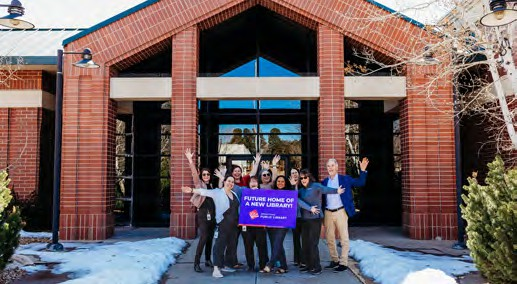 FUTURE HOME OF
A NEW LIBRARY!
PUBLIC LIBRARY